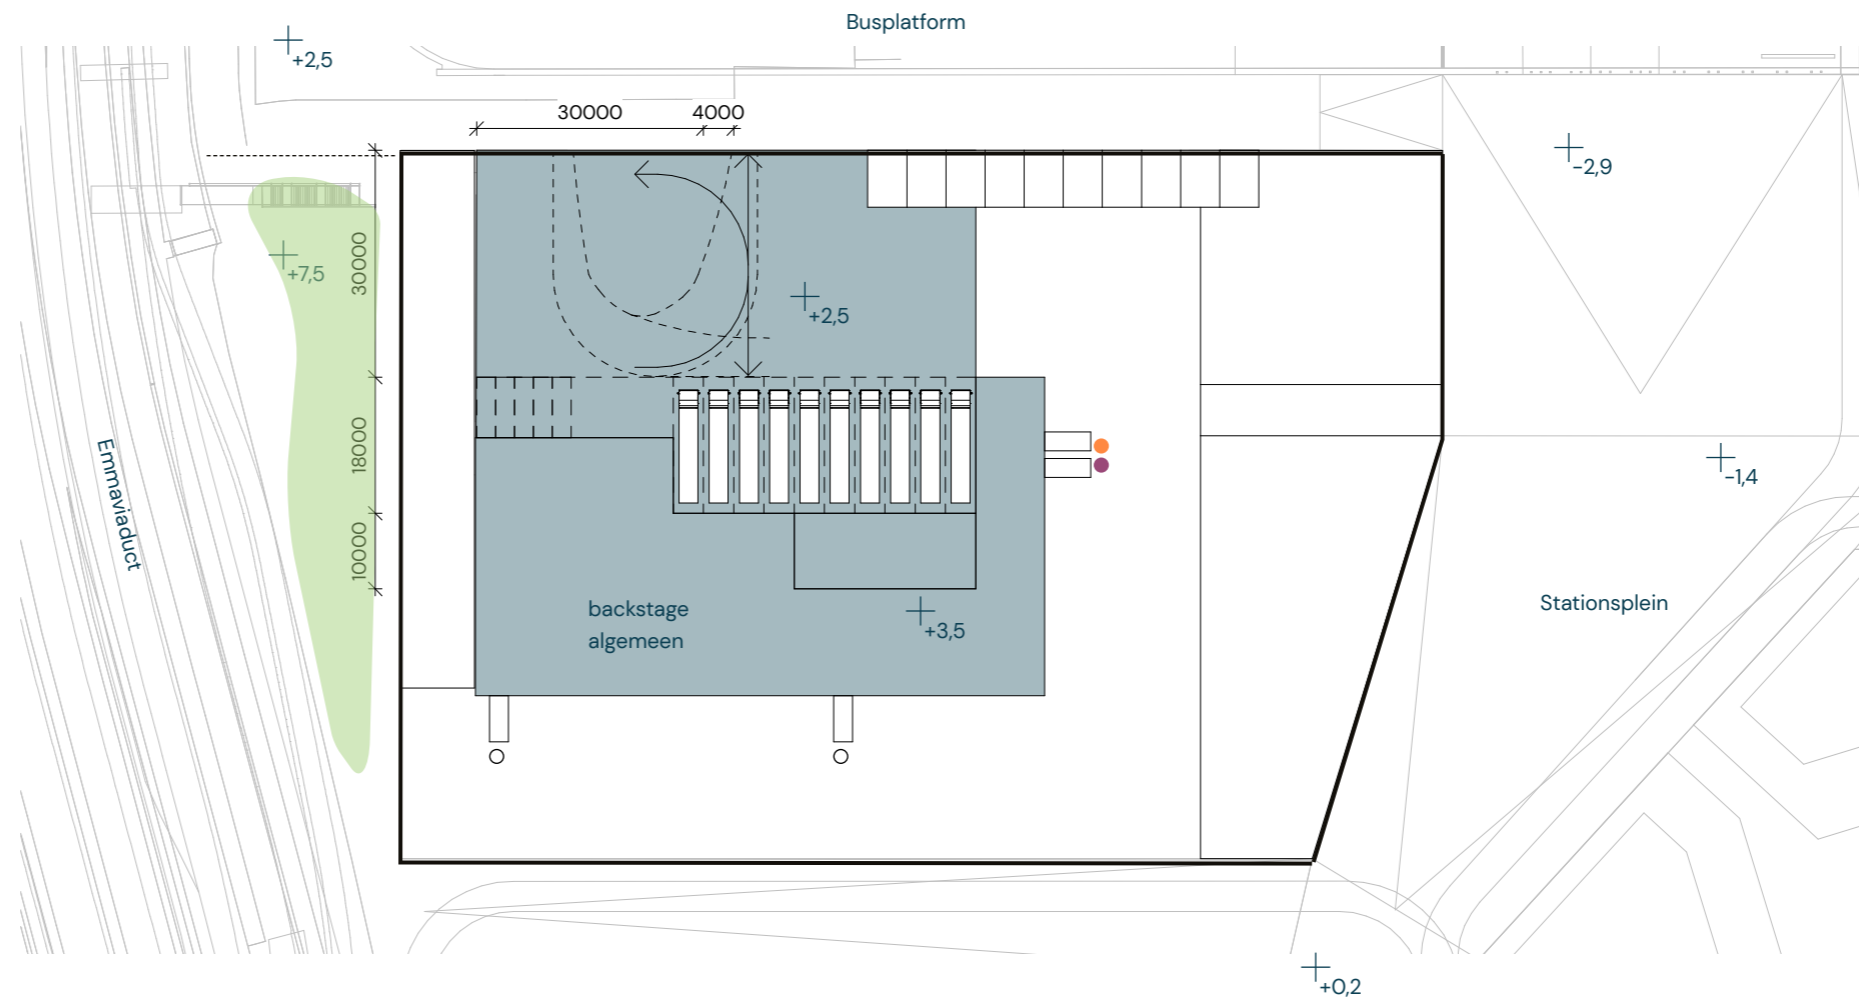 Busplatform
+2,5
30000
4000
-2,9
+7,5
30000
+2,5
18000
Emmaviaduct
-1,4
10000
backstage
algemeen
+3,5
Stationsplein
+0,2